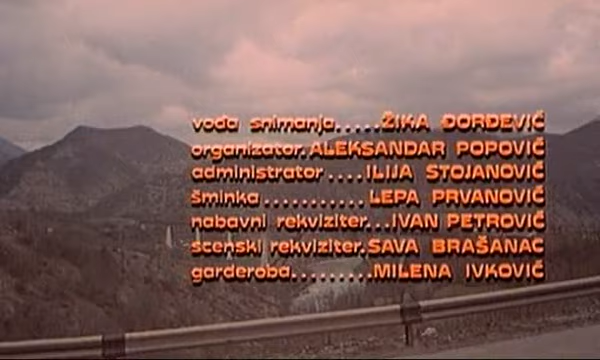 vođa snimanja.....ŽIKA ĐORĐEVIĆ
organizator.ALEKSANDAR POPOVIĆ
administrator....ILIJA STOJANOVIĆ
šminka............LEPA PRVANOVIĆ
nabavni rekviziter...IVAN PETROVIĆ
scenski rekviziter.SAVA BRAŠANAC
garderoba.........MILENA IVKOVIĆ